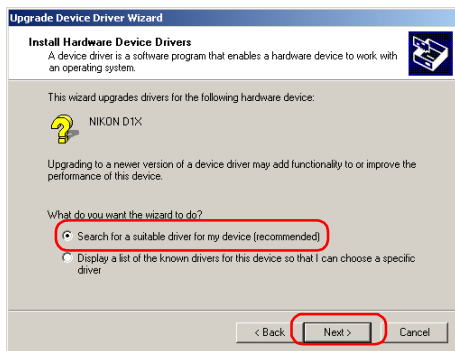 Upgrade Device Driver Wizard
Install Hardware Device Drivers
A device driver is a software program that enables a hardware device to work with
an operating system.
This wizard upgrades drivers for the following hardware device:
NIKON D1X
Upgrading to a newer version of a device driver may add functionality to or improve the
performance of this device.
What do you want the wizard to do?
Search for a suitable driver for my device (recommended)
Display a list of the known drivers for this device so that I can choose a specific
driver
< Back Next > Cancel